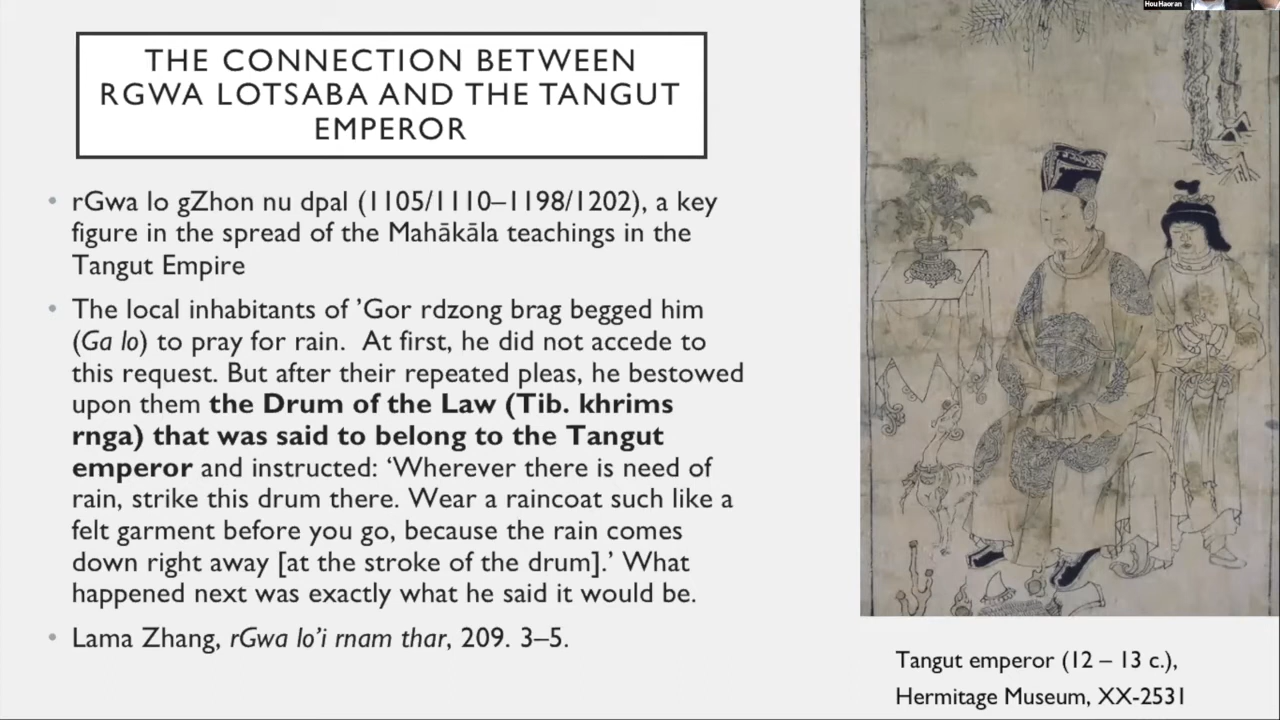 Hou Haoran
THE CONNECTION BETWEEN
RGWA LOTSABA AND THE TANGUT
EMPEROR
• rGwa lo gZhon nu dpal (1105/1110–1198/1202), a key
figure in the spread of the Mahākāla teachings in the
Tangut Empire
• The local inhabitants of ’Gor rdzong brag begged him
(Ga lo) to pray for rain.  At first, he did not accede to
this request. But after their repeated pleas, he bestowed
upon them the Drum of the Law (Tib. khrims
rnga) that was said to belong to the Tangut
emperor and instructed: ‘Wherever there is need of
rain, strike this drum there. Wear a raincoat such like a
felt garment before you go, because the rain comes
down right away [at the stroke of the drum].’ What
happened next was exactly what he said it would be.
• Lama Zhang, rGwa lo’i rnam thar, 209. 3–5.
Tangut emperor (12 – 13 c.),
Hermitage Museum, XX-2531